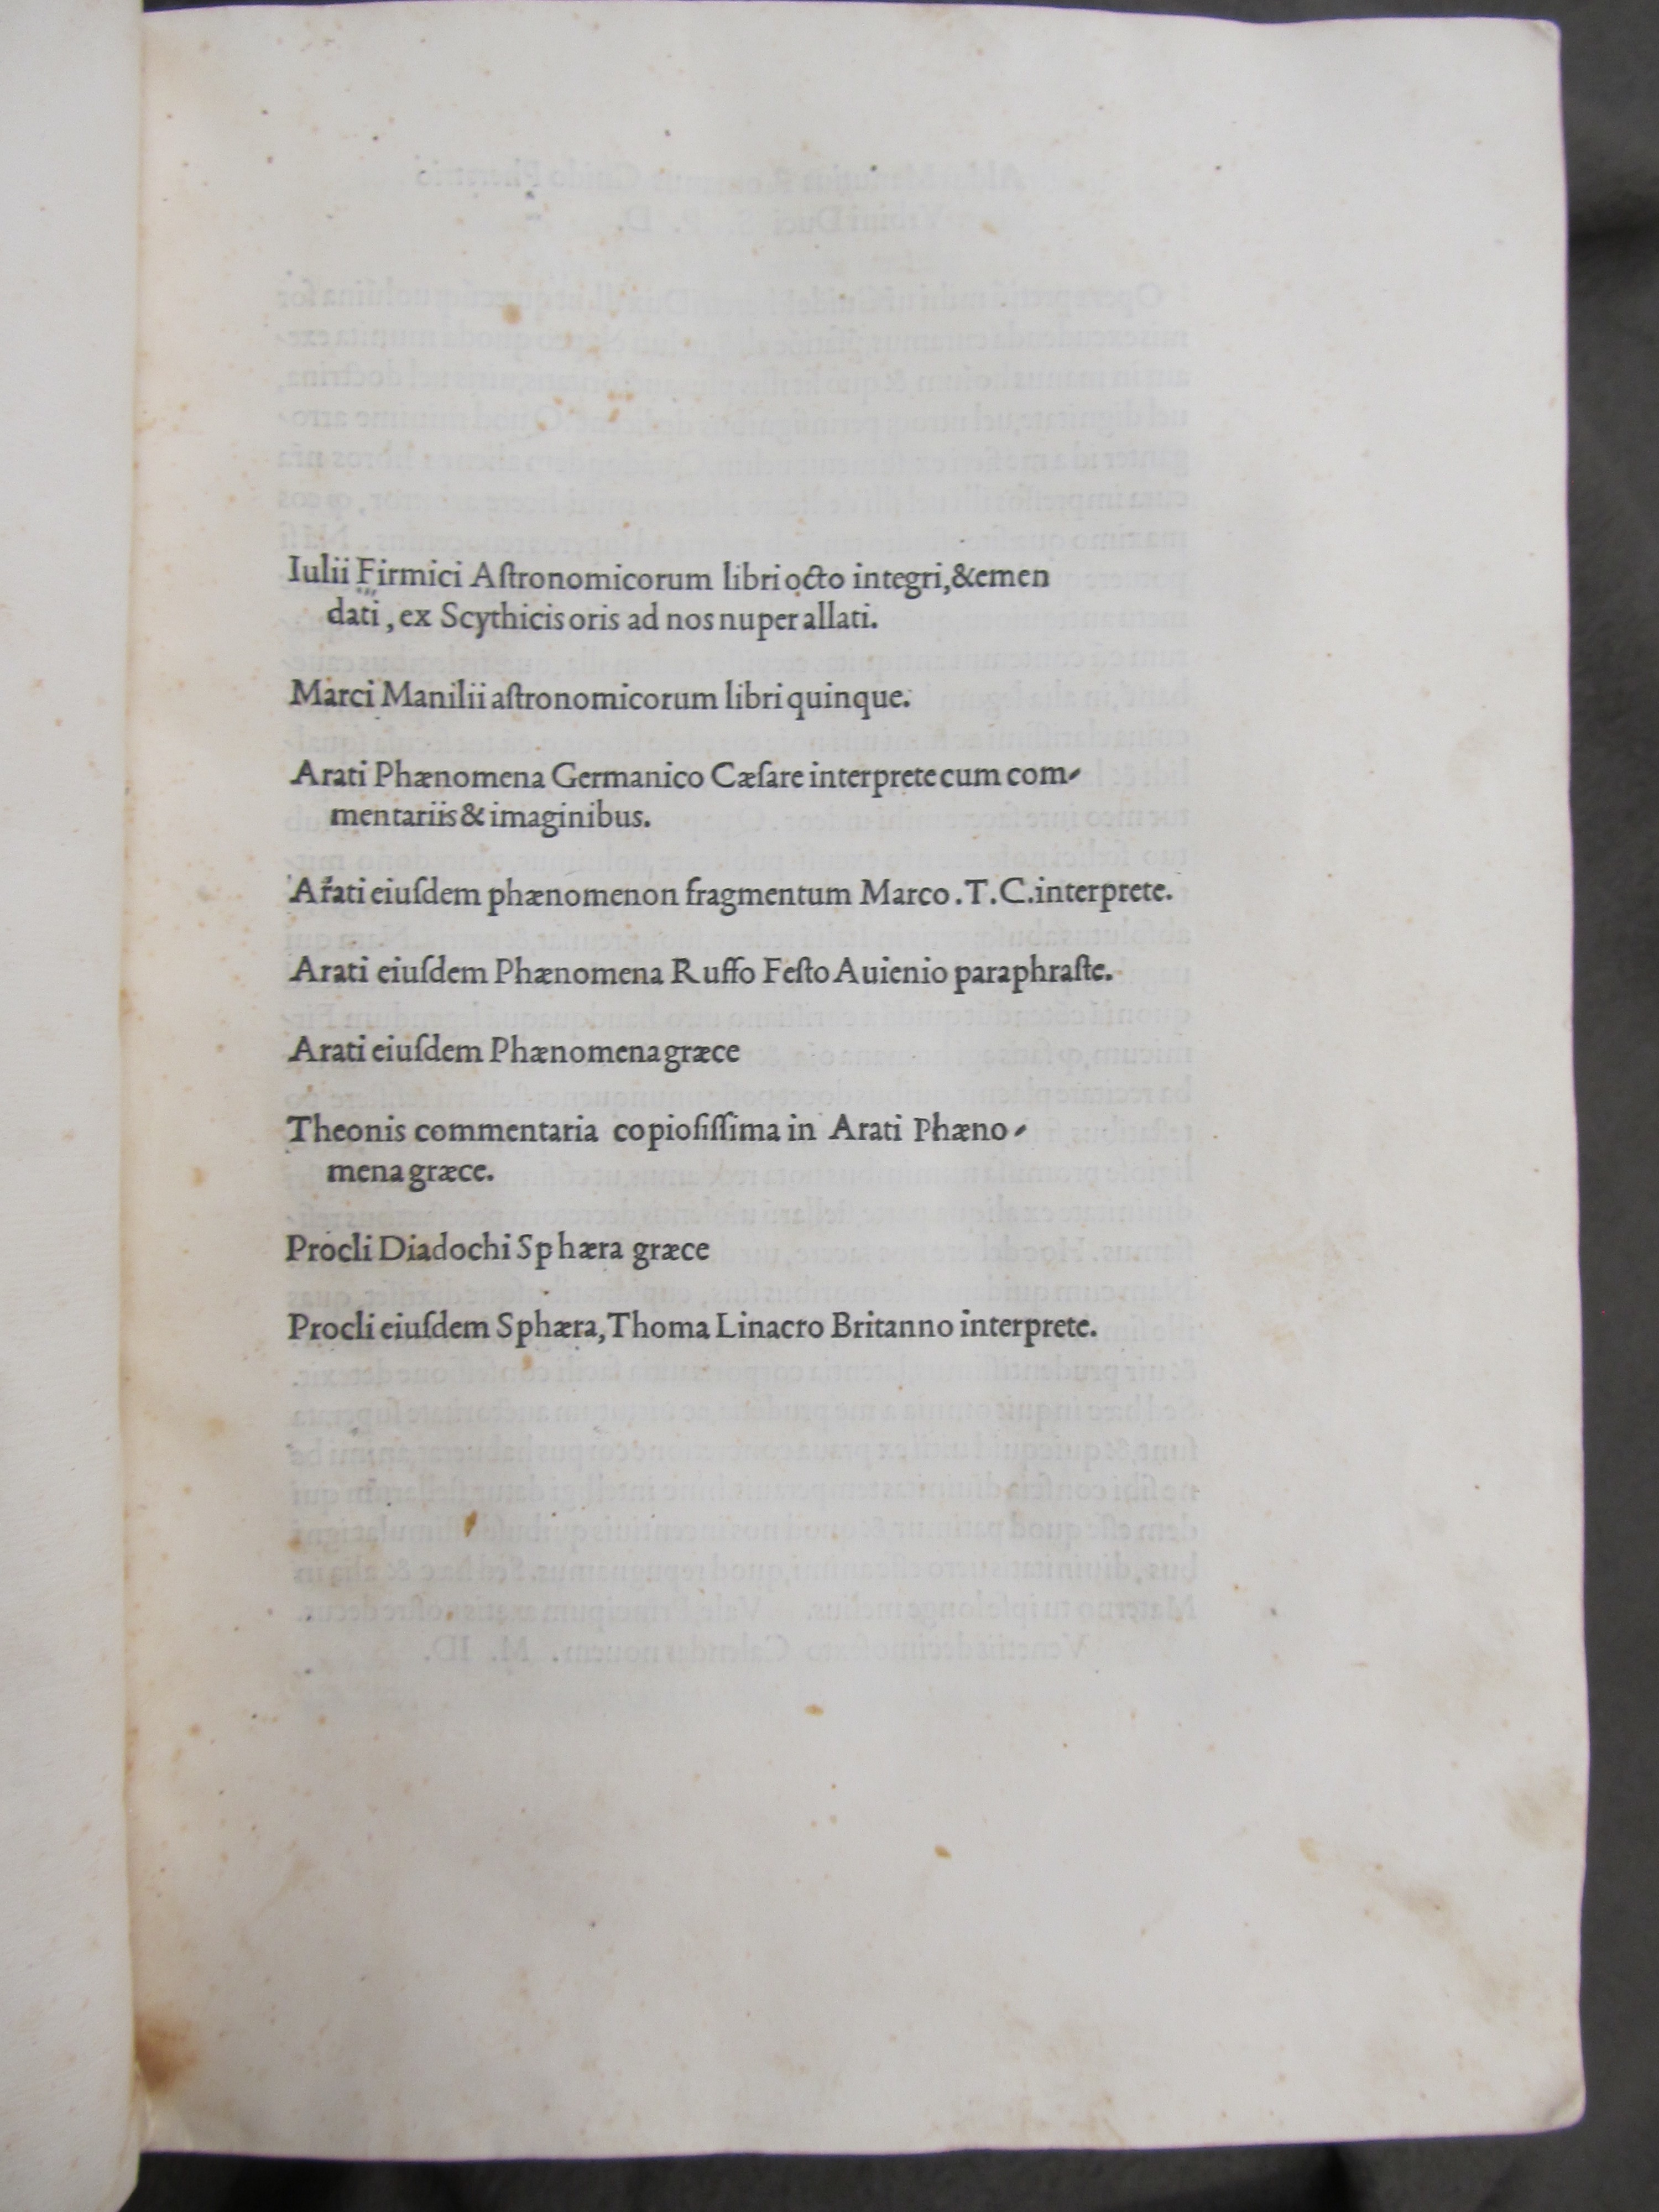 Iulii Firmici Aſtronomicorum libri octo integri, & emen
dati, ex Scythicis oris ad nos nuper allati.
Marci Manilii aſtronomicorum libri quinque.
Arati Phænomena Germanico Cæſare interprete cum com-
mentariis & imaginibus.
Arati eiuſdem phænomenon fragmentum Marco .T.C. interprete.
Arati eiuſdem Phænomena Ruffo Feſto Auienio paraphraſte.
Arati eiuſdem Phænomena græce
Theonis commentaria copioſiſſima in Arati Phæno-
mena græce.
Procli Diadochi Sphæra græce
Procli eiuſdem Sphæra, Thoma Linacro Britanno interprete.